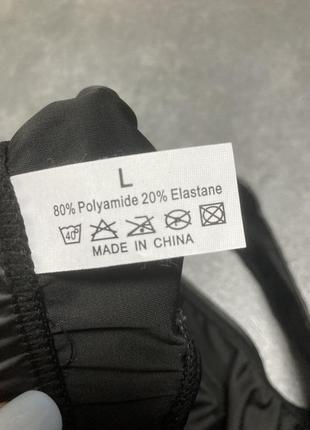 L
80% Polyamide 20% Elastane
40
MADE IN CHINA